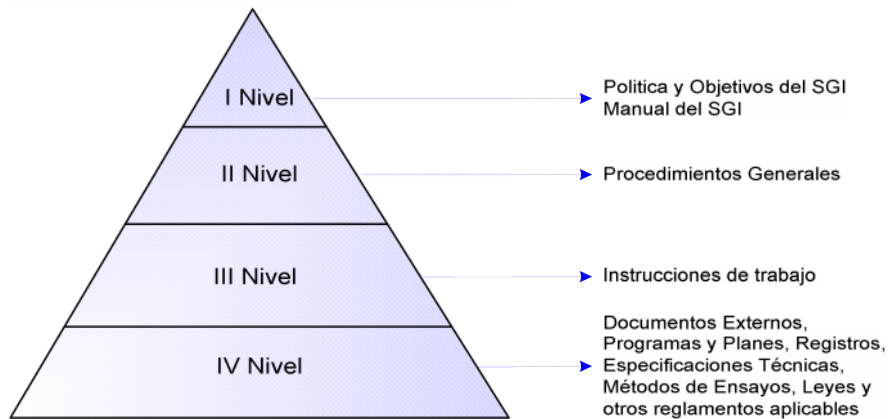 I Nivel
Politica y Objetivos del SGI
Manual del SGI
II Nivel
Procedimientos Generales
III Nivel
Instrucciones de trabajo
IV Nivel
Documentos Externos,
Programas y Planes, Registros,
Especificaciones Técnicas,
Métodos de Ensayos, Leyes y
otros reglamentos aplicables